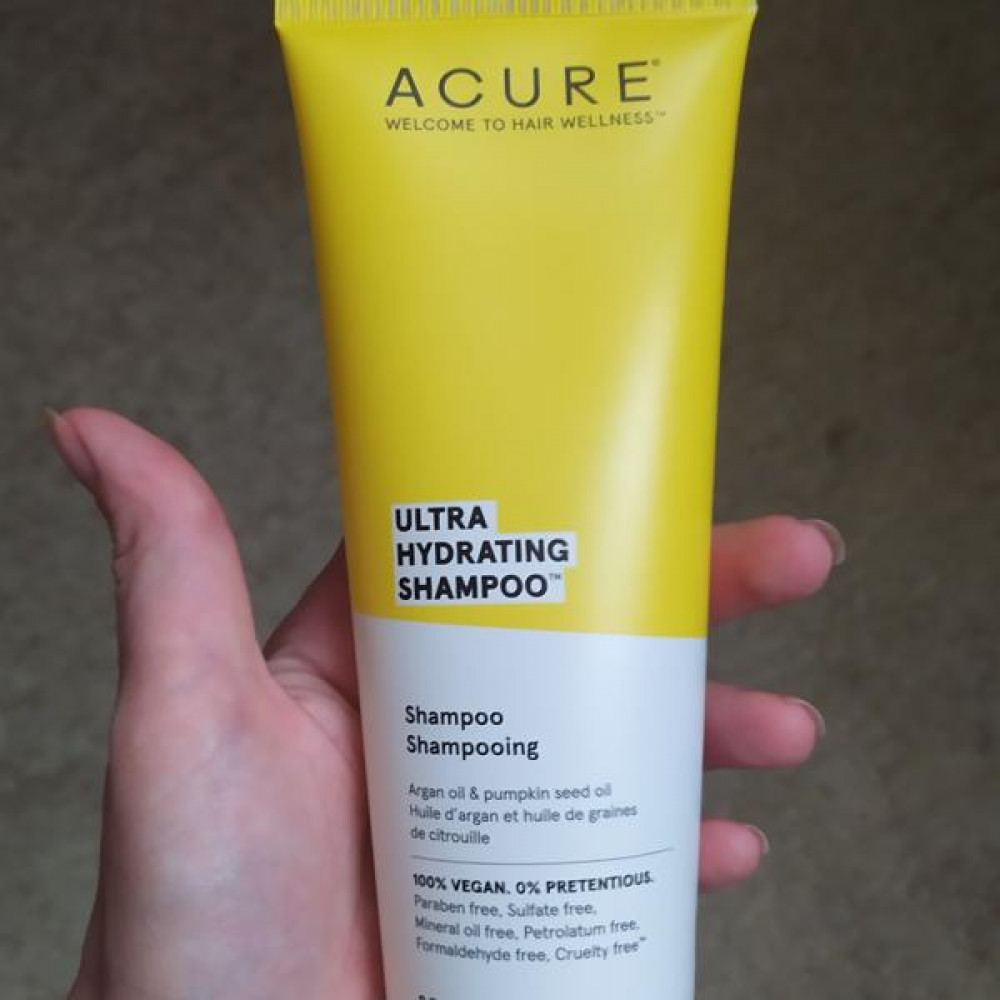 ACURE®
WELCOME TO HAIR WELLNESS™
ULTRA
HYDRATING
SHAMPOO™
Shampoo
Shampooing
Argan oil & pumpkin seed oil
Huile d'argan et huile de graines
de citrouille
100% VEGAN. 0% PRETENTIOUS.
Paraben free, Sulfate free,
Mineral oil free, Petrolatum free,
Formaldehyde free, Cruelty free™